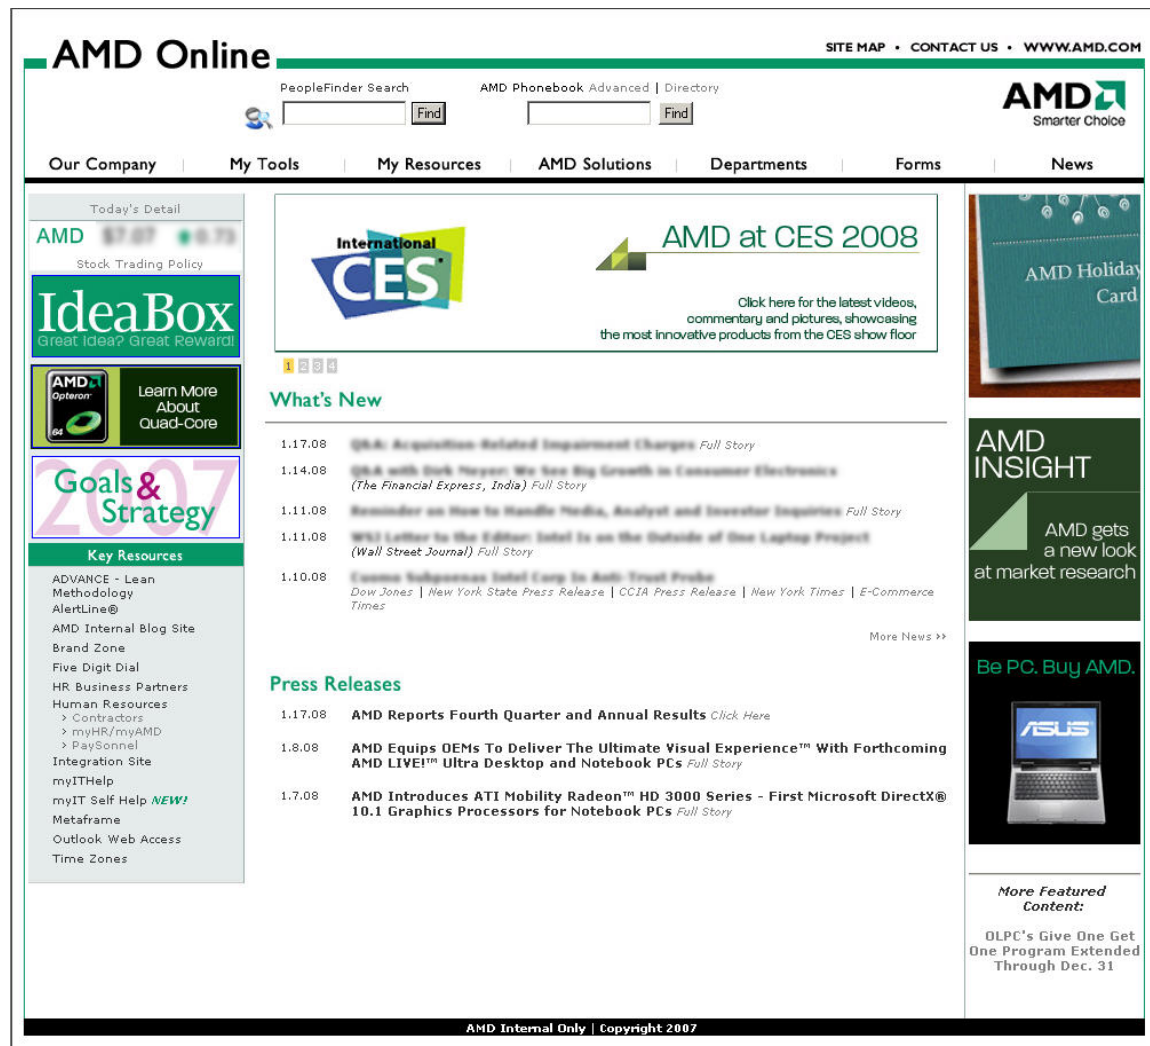 AMD Online
SITE MAP • CONTACT US • WWW.AMD.COM
PeopleFinder Search
AMD Phonebook Advanced | Directory
Find
Find
AMD
Smarter Choice
Our Company
My Tools
My Resources
AMD Solutions
Departments
Forms
News
Today's Detail
AMD
Stock Trading Policy
IdeaBox
Great Idea? Great Reward!
AMD
Opteron
64
Learn More
About
Quad-Core
2007
Goals &
Strategy
Key Resources
ADVANCE - Lean
Methodology
AlertLine®
AMD Internal Blog Site
Brand Zone
Five Digit Dial
HR Business Partners
Human Resources
> Contractors
> myHR/myAMD
> PaySonnel
Integration Site
myITHelp
myIT Self Help NEW!
Metaframe
Outlook Web Access
Time Zones
International
CES
AMD at CES 2008
Click here for the latest videos,
commentary and pictures, showcasing
the most innovative products from the CES show floor
1 2 3 4
What's New
1.17.08 Full Story
1.14.08
(The Financial Express, India) Full Story
1.11.08 Full Story
1.11.08
(Wall Street Journal) Full Story
1.10.08
Dow Jones | New York State Press Release | CCIA Press Release | New York Times | E-Commerce
Times
More News >>
Press Releases
1.17.08 AMD Reports Fourth Quarter and Annual Results Click Here
1.8.08 AMD Equips OEMs To Deliver The Ultimate Visual Experience™ With Forthcoming
AMD LIVE!™ Ultra Desktop and Notebook PCs Full Story
1.7.08 AMD Introduces ATI Mobility Radeon™ HD 3000 Series - First Microsoft DirectX®
10.1 Graphics Processors for Notebook PCs Full Story
AMD Holiday
Card
AMD
INSIGHT
AMD gets
a new look
at market research
Be PC. Buy AMD.
ASUS
More Featured
Content:
OLPC's Give One Get
One Program Extended
Through Dec. 31
AMD Internal Only | Copyright 2007